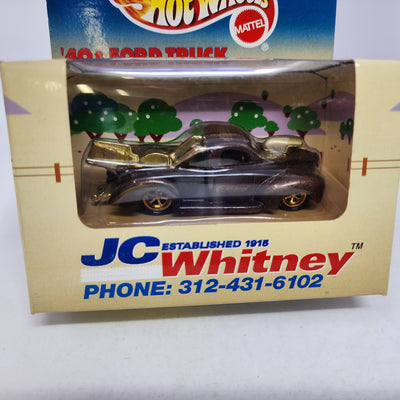 HOT WHEELS
MATTEL
'40s FORD TRUCK
JC ESTABLISHED 1915
Whitney™
PHONE: 312-431-6102